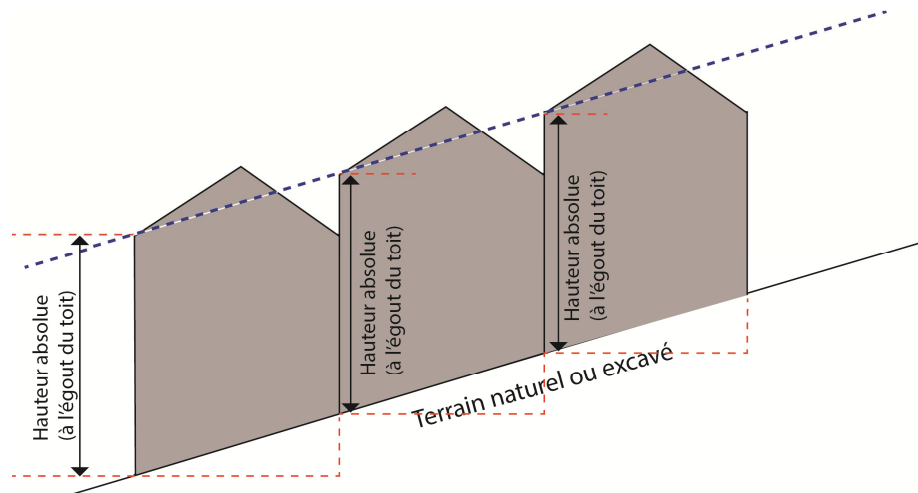 Hauteur absolue
(à l'égout du toit)
Hauteur absolue
(à l'égout du toit)
Hauteur absolue
(à l'égout du toit)
Terrain naturel ou excavé